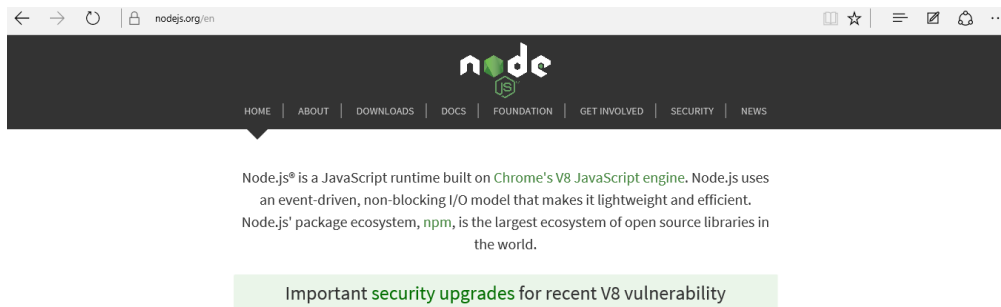 nodejs.org/en
node
JS
HOME | ABOUT | DOWNLOADS | DOCS | FOUNDATION | GET INVOLVED | SECURITY | NEWS
Node.js® is a JavaScript runtime built on Chrome's V8 JavaScript engine. Node.js uses
an event-driven, non-blocking I/O model that makes it lightweight and efficient.
Node.js' package ecosystem, npm, is the largest ecosystem of open source libraries in
the world.
Important security upgrades for recent V8 vulnerability